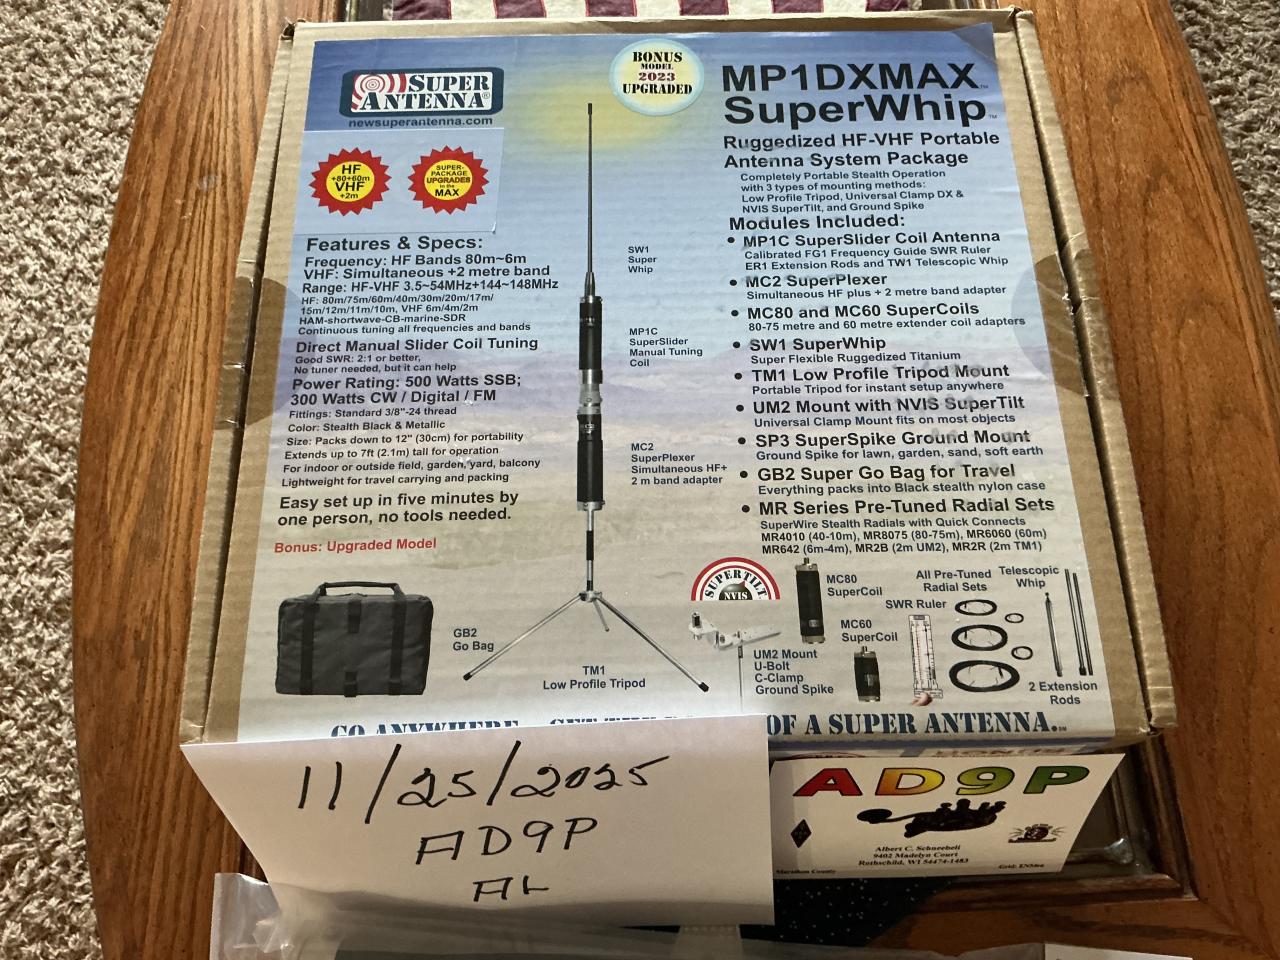 SUPER
ANTENNA®
newsuperantenna.com
BONUS
MODEL
2023
UPGRADED
MP1DXMAX™
SuperWhip™
Ruggedized HF-VHF Portable
Antenna System Package
Completely Portable Stealth Operation
with 3 types of mounting methods:
Low Profile Tripod, Universal Clamp DX &
NVIS SuperTilt, and Ground Spike
Modules Included:
• MP1C SuperSlider Coil Antenna
Calibrated FG1 Frequency Guide SWR Ruler
ER1 Extension Rods and TW1 Telescopic Whip
• MC2 SuperPlexer
Simultaneous HF plus + 2 metre band adapter
• MC80 and MC60 SuperCoils
80-75 metre and 60 metre extender coil adapters
• SW1 SuperWhip
Super Flexible Ruggedized Titanium
• TM1 Low Profile Tripod Mount
Portable Tripod for instant setup anywhere
• UM2 Mount with NVIS SuperTilt
Universal Clamp Mount fits on most objects
• SP3 SuperSpike Ground Mount
Ground Spike for lawn, garden, sand, soft earth
• GB2 Super Go Bag for Travel
Everything packs into Black stealth nylon case
• MR Series Pre-Tuned Radial Sets
SuperWire Stealth Radials with Quick Connects
MR4010 (40-10m), MR8075 (80-75m), MR6060 (60m)
MR642 (6m-4m), MR2B (2m UM2), MR2R (2m TM1)
HF
+80+60m
VHF
+2m
SUPER-
PACKAGE
UPGRADES
in the
MAX
Features & Specs:
Frequency: HF Bands 80m~6m
VHF: Simultaneous +2 metre band
Range: HF-VHF 3.5~54MHz+144~148MHz
HF: 80m/75m/60m/40m/30m/20m/17m/
15m/12m/11m/10m, VHF 6m/4m/2m
HAM-shortwave-CB-marine-SDR
Continuous tuning all frequencies and bands
Direct Manual Slider Coil Tuning
Good SWR: 2:1 or better,
No tuner needed, but it can help
Power Rating: 500 Watts SSB;
300 Watts CW / Digital / FM
Fittings: Standard 3/8"-24 thread
Color: Stealth Black & Metallic
Size: Packs down to 12" (30cm) for portability
Extends up to 7ft (2.1m) tall for operation
For indoor or outside field, garden, yard, balcony
Lightweight for travel carrying and packing
Easy set up in five minutes by
one person, no tools needed.
Bonus: Upgraded Model
SW1
Super
Whip
MP1C
SuperSlider
Manual Tuning
Coil
MC2
SuperPlexer
Simultaneous HF+
2 m band adapter
GB2
Go Bag
TM1
Low Profile Tripod
SUPERTILT
NVIS
UM2 Mount
U-Bolt
C-Clamp
Ground Spike
MC80
SuperCoil
MC60
SuperCoil
All Pre-Tuned
Radial Sets
SWR Ruler
Telescopic
Whip
2 Extension
Rods
GO ANYWHERE OF A SUPER ANTENNA.
11/25/2025
AD9P
AL
AD9P
Albert C. Schneebeli
9402 Madelyn Court
Rothschild, WI 54474-1483
Marathon County